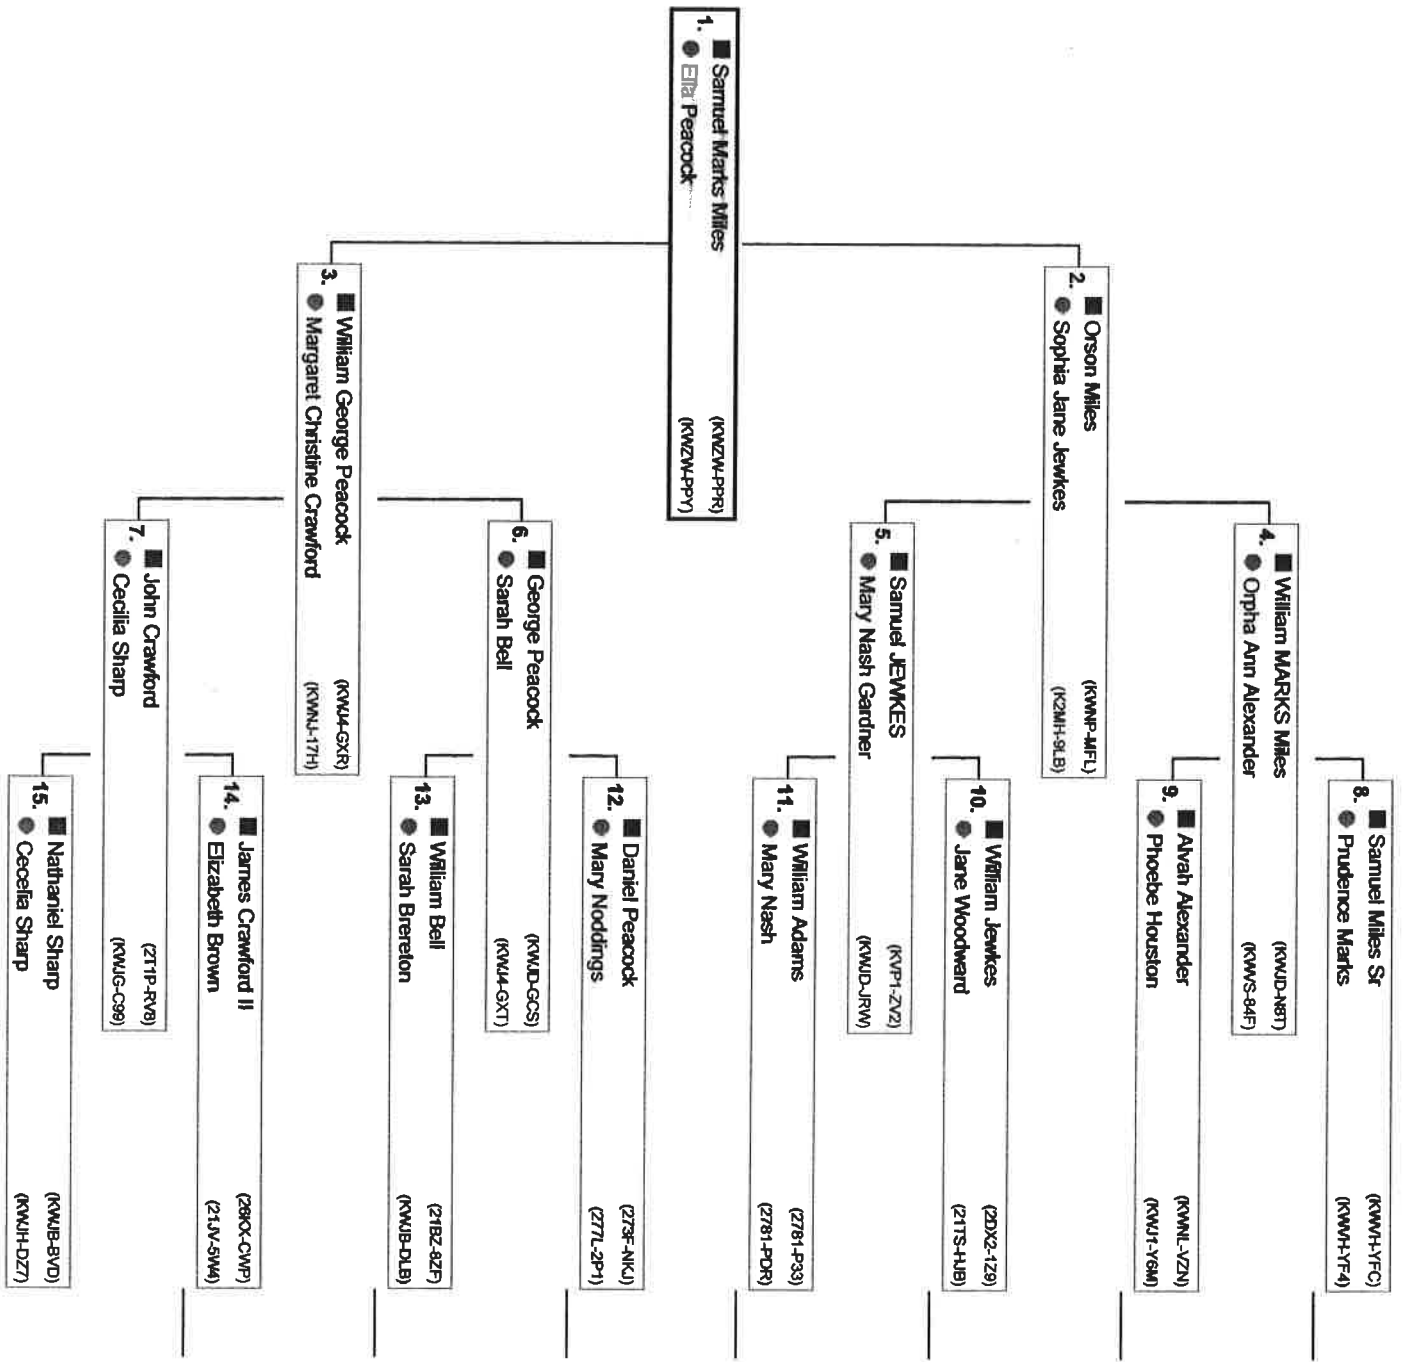 1. Samuel Marks Miles (KWZW-PPR)
Ella Peacock (KWZW-PPY)
2. Orson Miles (KWNP-MFL)
Sophia Jane Jewkes (K2MH-9LB)
3. William George Peacock (KWJ4-GXR)
Margaret Christine Crawford (KWNJ-17H)
4. William MARKS Miles (KWJD-N8T)
Orpha Ann Alexander (KWVS-84F)
5. Samuel JEWKES (KVP1-ZV2)
Mary Nash Gardner (KWJD-JRW)
6. George Peacock (KWJD-GCS)
Sarah Bell (KWJ4-GXT)
7. John Crawford (2T1P-RV8)
Cecilia Sharp (KWJG-C99)
8. Samuel Miles Sr (KWVH-YFC)
Prudence Marks (KWVH-YF4)
9. Alvah Alexander (KWNL-VZN)
Phoebe Houston (KWJ1-Y6M)
10. William Jewkes (2DX2-1Z9)
Jane Woodward (21TS-HJB)
11. William Adams (2781-P33)
Mary Nash (2781-PDR)
12. Daniel Peacock (273F-NKJ)
Mary Noddings (277L-2P1)
13. William Bell (21BZ-8ZF)
Sarah Brereton (KWJB-DLB)
14. James Crawford II (26KX-CWP)
Elizabeth Brown (21JV-5W4)
15. Nathaniel Sharp (KWJB-BVD)
Cecelia Sharp (KWJH-DZ7)